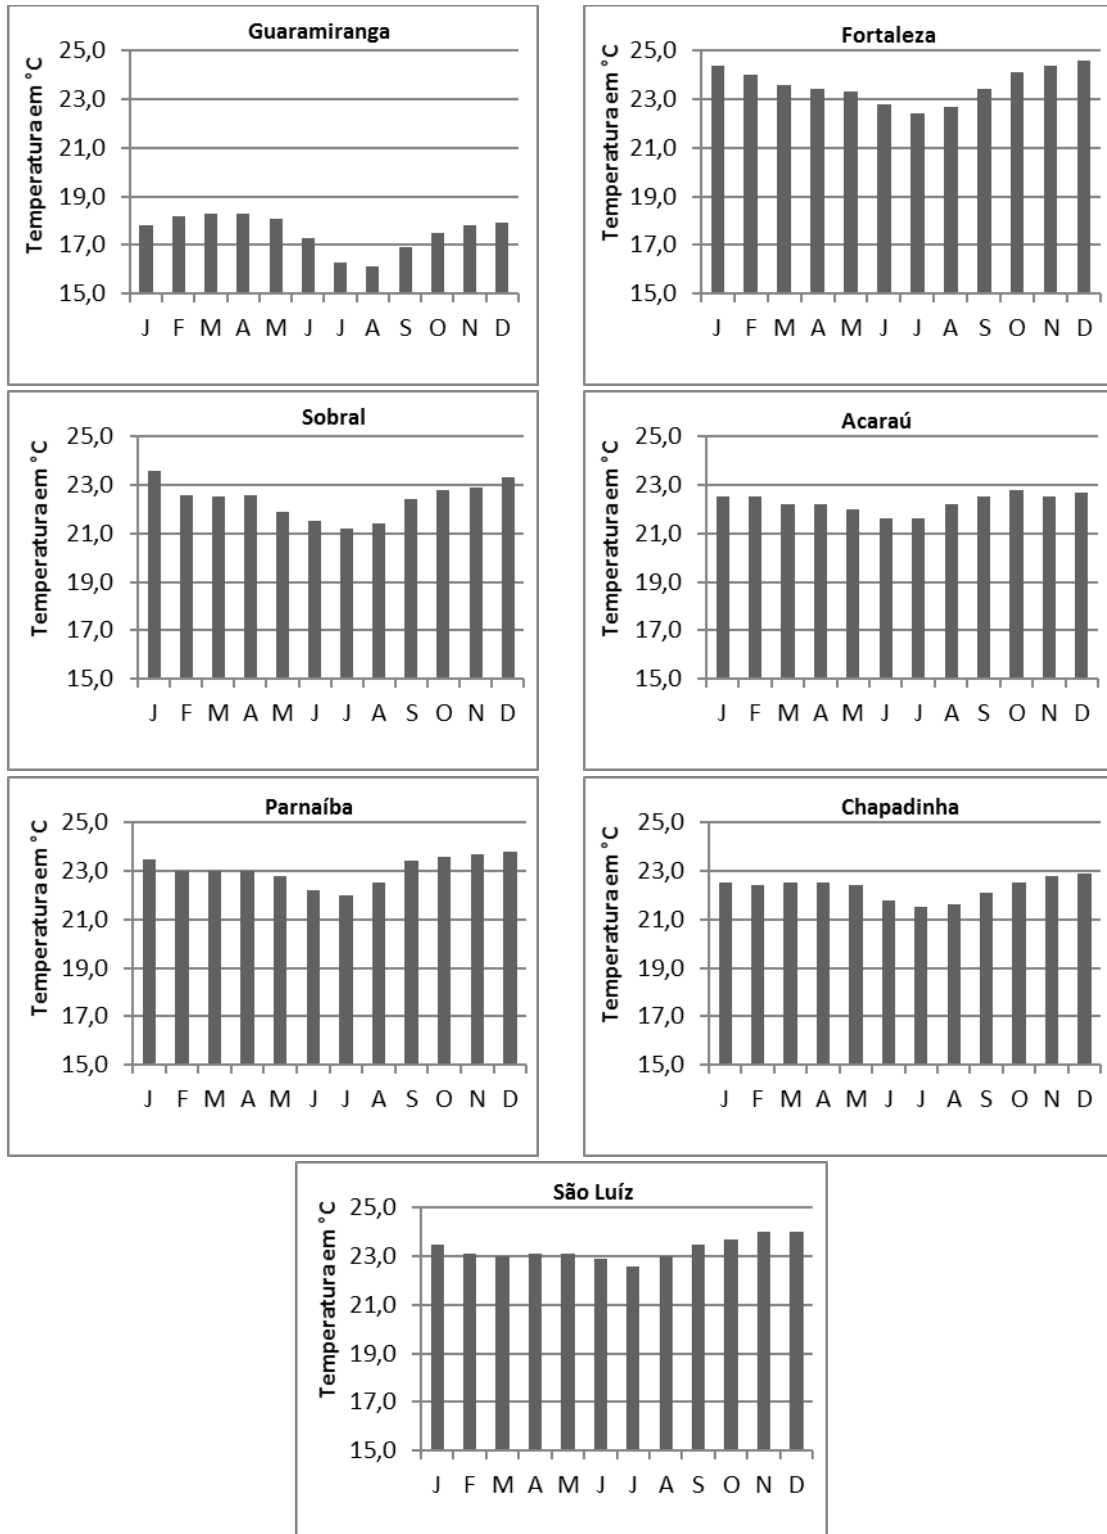 Guaramiranga
Temperatura em °C
25,0
23,0
21,0
19,0
17,0
15,0
J F M A M J J A S O N D
Fortaleza
Temperatura em °C
25,0
23,0
21,0
19,0
17,0
15,0
J F M A M J J A S O N D
Sobral
Temperatura em °C
25,0
23,0
21,0
19,0
17,0
15,0
J F M A M J J A S O N D
Acaraú
Temperatura em °C
25,0
23,0
21,0
19,0
17,0
15,0
J F M A M J J A S O N D
Parnaíba
Temperatura em °C
25,0
23,0
21,0
19,0
17,0
15,0
J F M A M J J A S O N D
Chapadinha
Temperatura em °C
25,0
23,0
21,0
19,0
17,0
15,0
J F M A M J J A S O N D
São Luíz
Temperatura em °C
25,0
23,0
21,0
19,0
17,0
15,0
J F M A M J J A S O N D